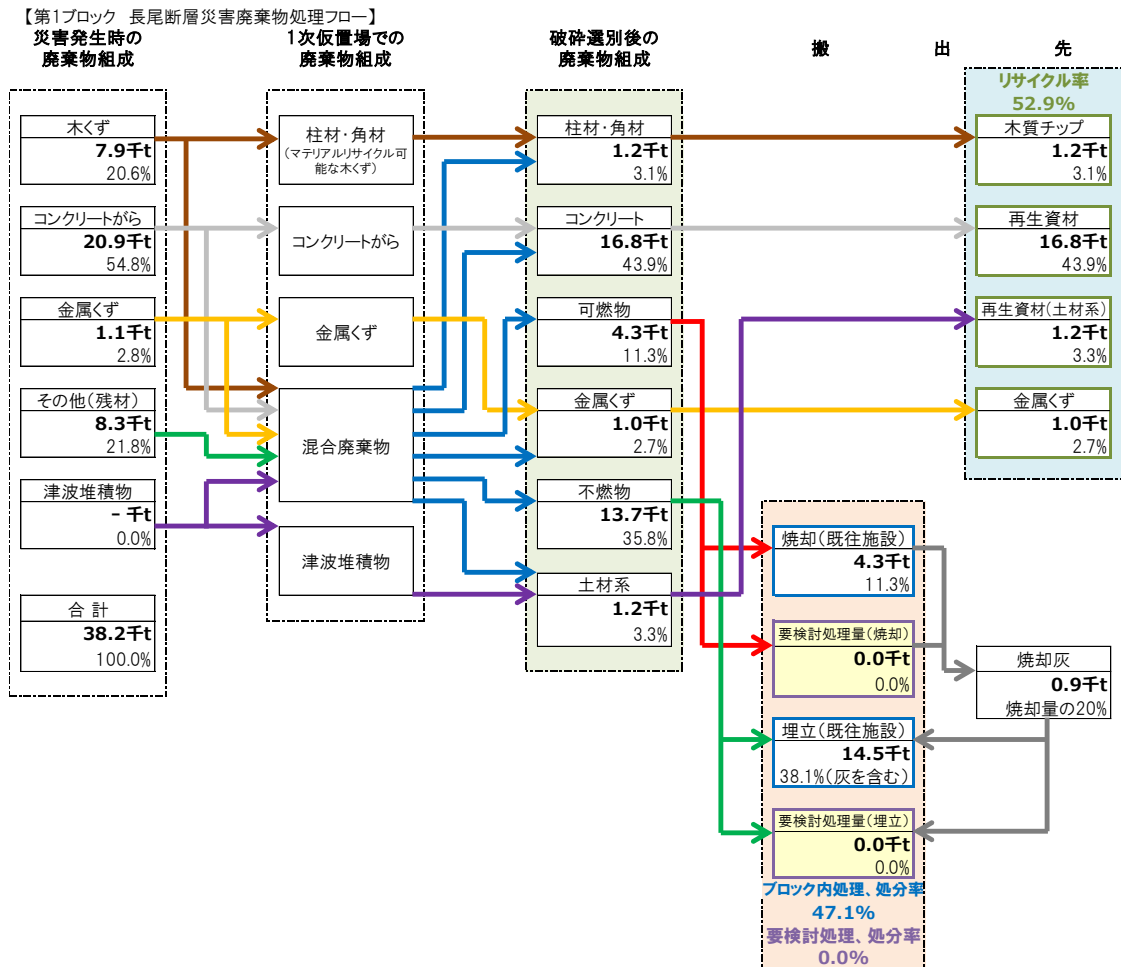 【第1ブロック 長尾断層災害廃棄物処理フロー】
災害発生時の
廃棄物組成
1次仮置場での
廃棄物組成
破砕選別後の
廃棄物組成
搬 出 先
木くず
7.9千t
20.6%
コンクリートがら
20.9千t
54.8%
金属くず
1.1千t
2.8%
その他(残材)
8.3千t
21.8%
津波堆積物
- 千t
0.0%
合 計
38.2千t
100.0%
柱材・角材
(マテリアルリサイクル可
能な木くず)
コンクリートがら
金属くず
混合廃棄物
津波堆積物
柱材・角材
1.2千t
3.1%
コンクリート
16.8千t
43.9%
可燃物
4.3千t
11.3%
金属くず
1.0千t
2.7%
不燃物
13.7千t
35.8%
土材系
1.2千t
3.3%
リサイクル率
52.9%
木質チップ
1.2千t
3.1%
再生資材
16.8千t
43.9%
再生資材(土材系)
1.2千t
3.3%
金属くず
1.0千t
2.7%
焼却(既往施設)
4.3千t
11.3%
要検討処理量(焼却)
0.0千t
0.0%
埋立(既往施設)
14.5千t
38.1%(灰を含む)
要検討処理量(埋立)
0.0千t
0.0%
ブロック内処理、処分率
47.1%
要検討処理、処分率
0.0%
焼却灰
0.9千t
焼却量の20%